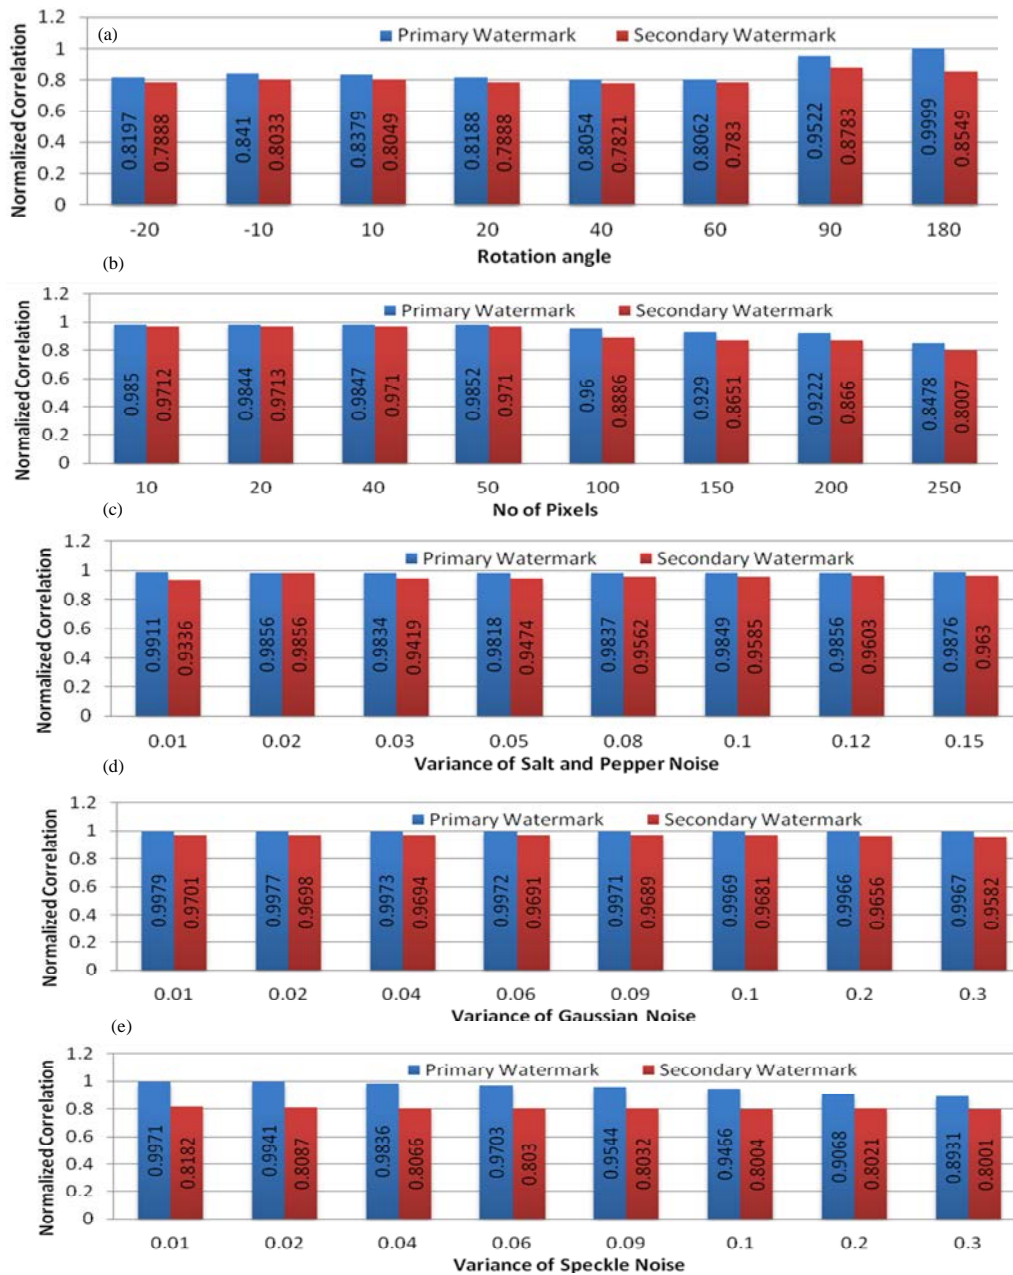 (a)
Primary Watermark Secondary Watermark
Normalized Correlation
1.2
1
0.8
0.6
0.4
0.2
0
0.8197 0.7888 0.841 0.8033 0.8379 0.8049 0.8188 0.7888 0.8054 0.7821 0.8062 0.783 0.9522 0.8783 0.9999 0.8549
-20 -10 10 20 40 60 90 180
Rotation angle
(b)
Primary Watermark Secondary Watermark
Normalized Correlation
1.2
1
0.8
0.6
0.4
0.2
0
0.985 0.9712 0.9844 0.9713 0.9847 0.971 0.9852 0.971 0.96 0.8886 0.929 0.8651 0.9222 0.866 0.8478 0.8007
10 20 40 50 100 150 200 250
No of Pixels
(c)
Primary Watermark Secondary Watermark
Normalized Correlation
1.2
1
0.8
0.6
0.4
0.2
0
0.9911 0.9336 0.9856 0.9856 0.9834 0.9419 0.9818 0.9474 0.9837 0.9562 0.9849 0.9585 0.9856 0.9603 0.9876 0.963
0.01 0.02 0.03 0.05 0.08 0.1 0.12 0.15
Variance of Salt and Pepper Noise
(d)
Primary Watermark Secondary Watermark
Normalized Correlation
1.2
1
0.8
0.6
0.4
0.2
0
0.9979 0.9701 0.9977 0.9698 0.9973 0.9694 0.9972 0.9691 0.9971 0.9689 0.9969 0.9681 0.9966 0.9656 0.9967 0.9582
0.01 0.02 0.04 0.06 0.09 0.1 0.2 0.3
Variance of Gaussian Noise
(e)
Primary Watermark Secondary Watermark
Normalized Correlation
1.2
1
0.8
0.6
0.4
0.2
0
0.9971 0.8182 0.9941 0.8087 0.9836 0.8066 0.9703 0.803 0.9544 0.8032 0.9466 0.8004 0.9068 0.8021 0.8931 0.8001
0.01 0.02 0.04 0.06 0.09 0.1 0.2 0.3
Variance of Speckle Noise